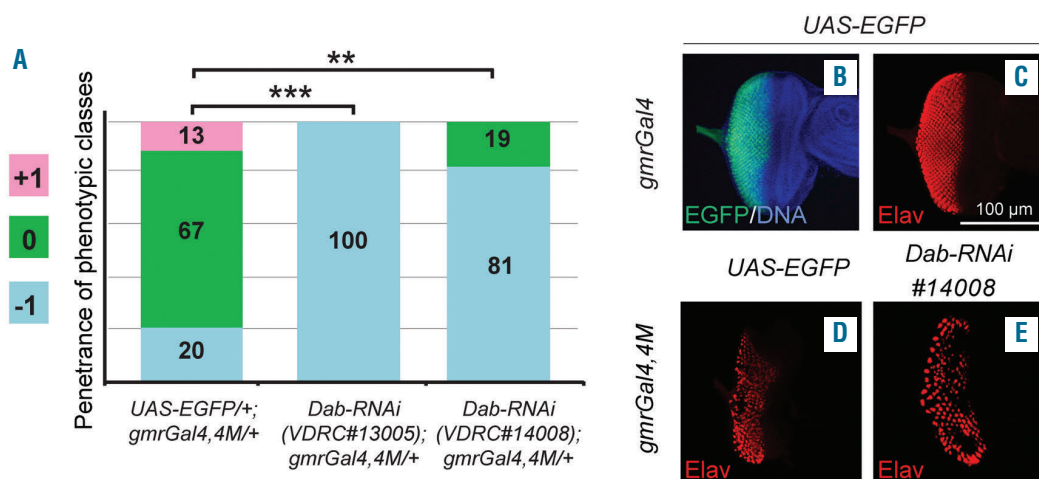 A
Penetrance of phenotypic classes
+1
0
-1
**
***
13
67
20
100
19
81
UAS-EGFP/+;
gmrGal4,4M/+
Dab-RNAi
(VDRC#13005);
gmrGal4,4M/+
Dab-RNAi
(VDRC#14008);
gmrGal4,4M/+
UAS-EGFP
gmrGal4
B
EGFP/DNA
C
Elav
100 µm
UAS-EGFP
Dab-RNAi
#14008
gmrGal4,4M
D
Elav
E
Elav